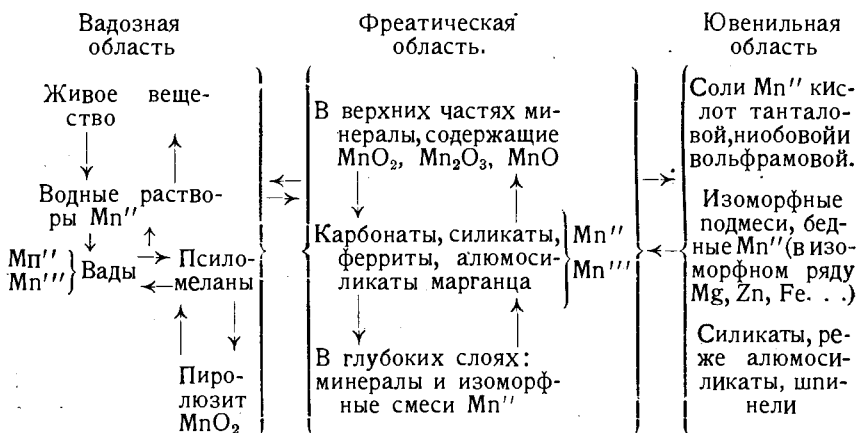 Вадозная
область
Живое веще-
ство
Водные раство-
ры Mn''
Mn''
Mn''' } Вады
Псило-
меланы
Пиро-
люзит
MnO₂
Фреатическая
область.
В верхних частях ми-
нералы, содержащие
MnO₂, Mn₂O₃, MnO
Карбонаты, силикаты,
ферриты, алюмоси-
ликаты марганца
Mn''
Mn'''
В глубоких слоях:
минералы и изоморф-
ные смеси Mn''
Ювенильная
область
Соли Mn'' кис-
лот тантало-
вой,ниобовой и
вольфрамовой.
Изоморфные
подмеси, бед-
ные Mn'' (в изо-
морфном ряду
Mg, Zn, Fe. . .)
Силикаты, ре-
же алюмоси-
ликаты, шпи-
нели